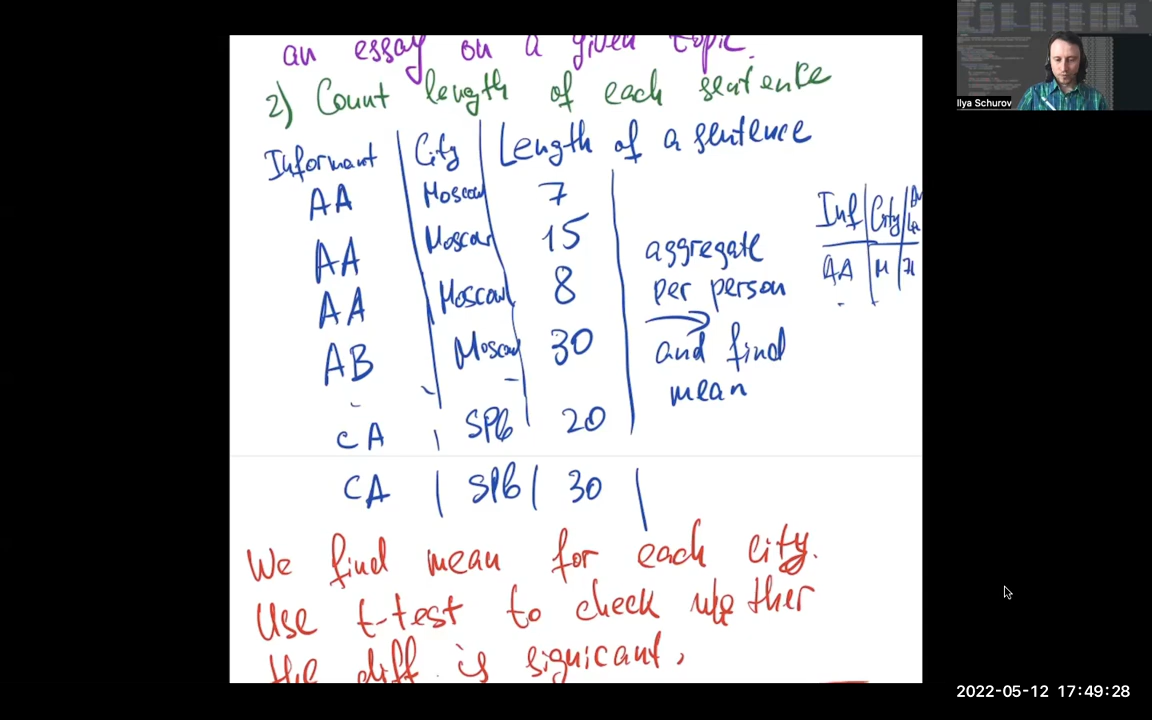 an essay on a given topic.
2) Count length of each sentence
Informant | City | Length of a sentence
AA Moscow 7
AA Moscow 15
AA Moscow 8
AB Moscow 30
CA SPb 20
CA | SPb | 30
aggregate
per person
and find
mean
Inf | City
AA | M
We find mean for each city.
Use t-test to check whether
the diff. is signicant,
Ilya Schurov
2022-05-12 17:49:28